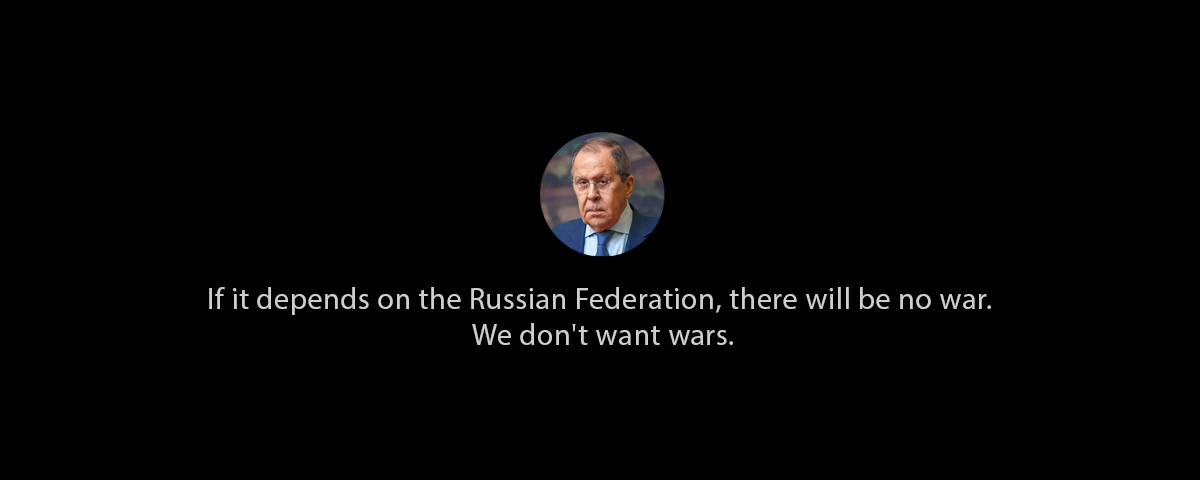 If it depends on the Russian Federation, there will be no war.
We don't want wars.